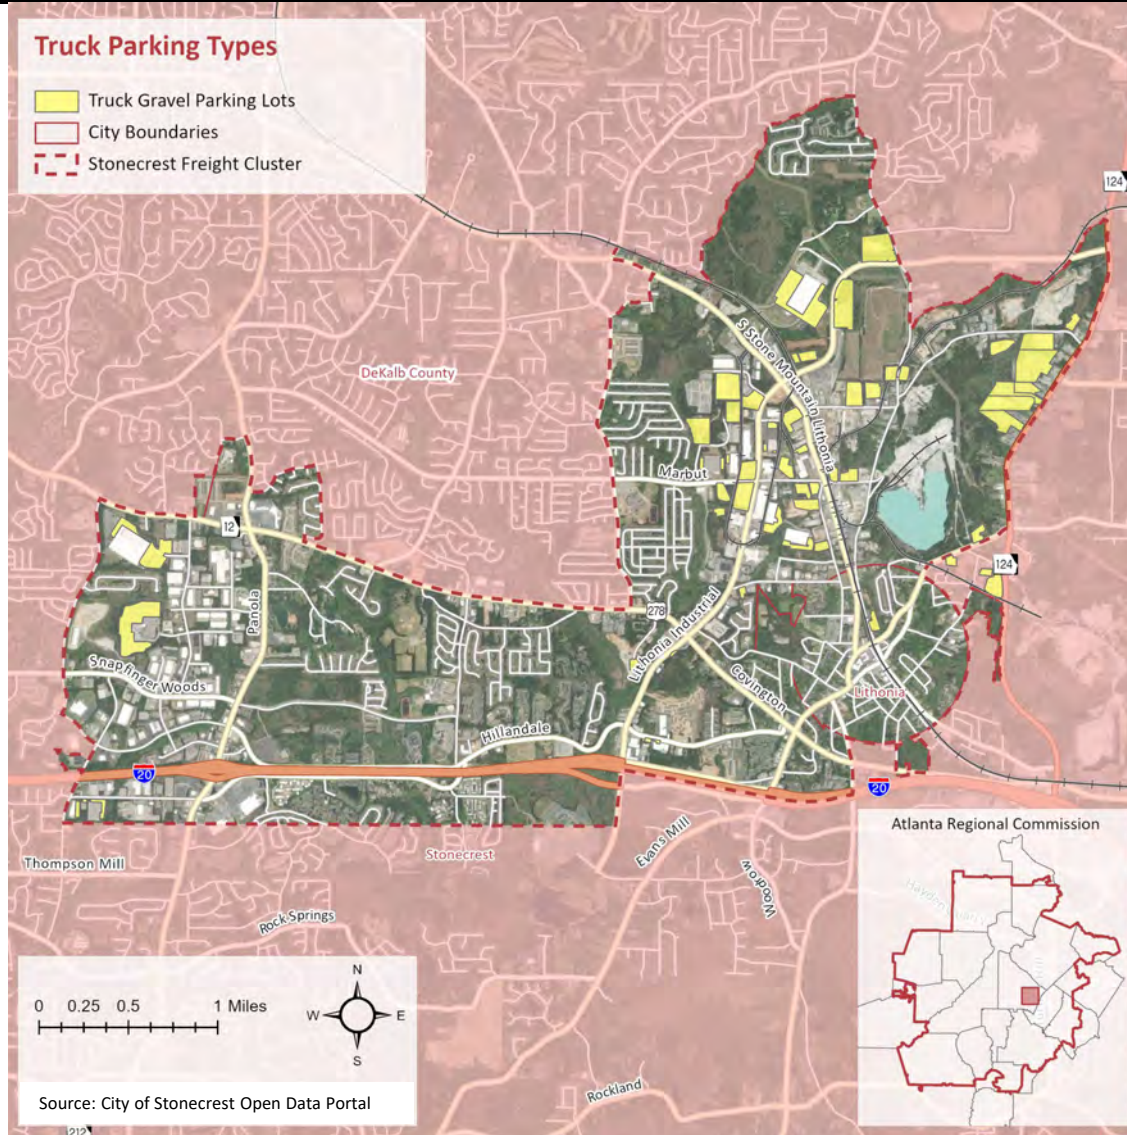 Truck Parking Types
Truck Gravel Parking Lots
City Boundaries
Stonecrest Freight Cluster
124
S Stone Mountain Lithonia
DeKalb County
Marbut
12
124
Panola
278
Lithonia Industrial
Snapfinger Woods
Covington
Lithonia
Hillandale
20
20
Thompson Mill
Stonecrest
Evan's Mill
Woodrow
Rock Springs
Rockland
212
Atlanta Regional Commission
0 0.25 0.5 1 Miles
N
W E
S
Source: City of Stonecrest Open Data Portal